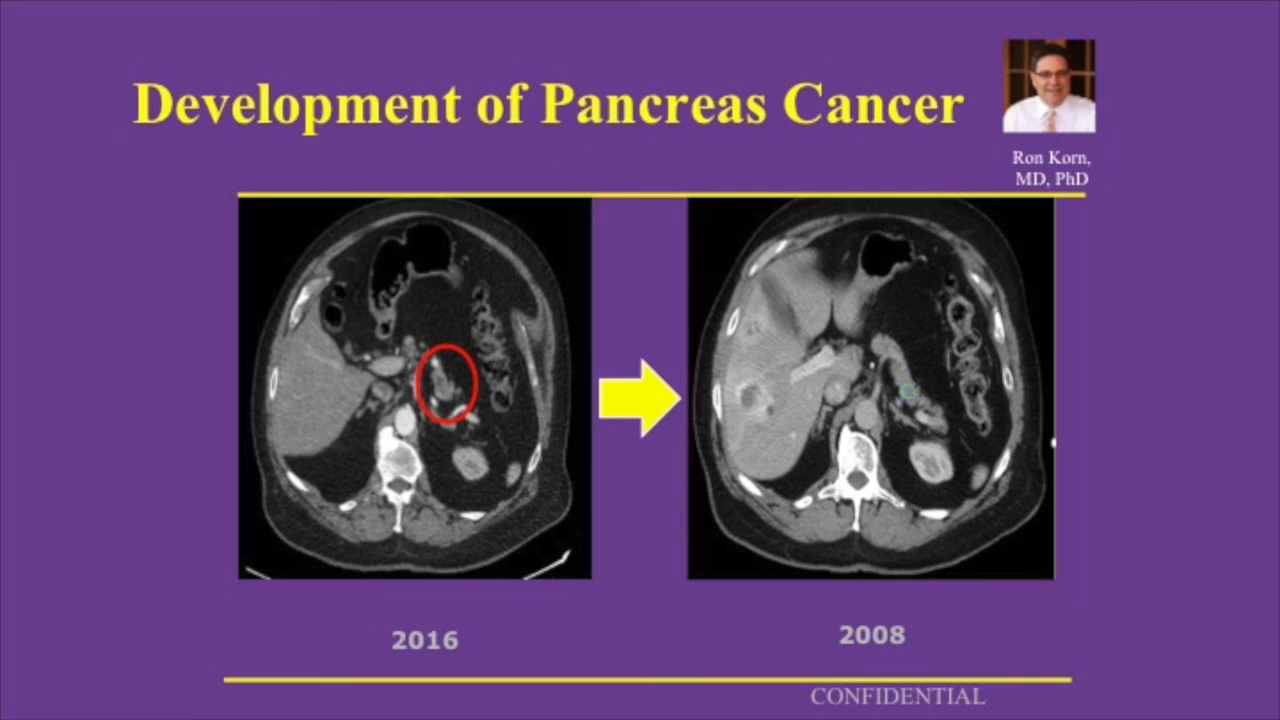 Development of Pancreas Cancer
Ron Korn,
MD, PhD
2016
2008
CONFIDENTIAL